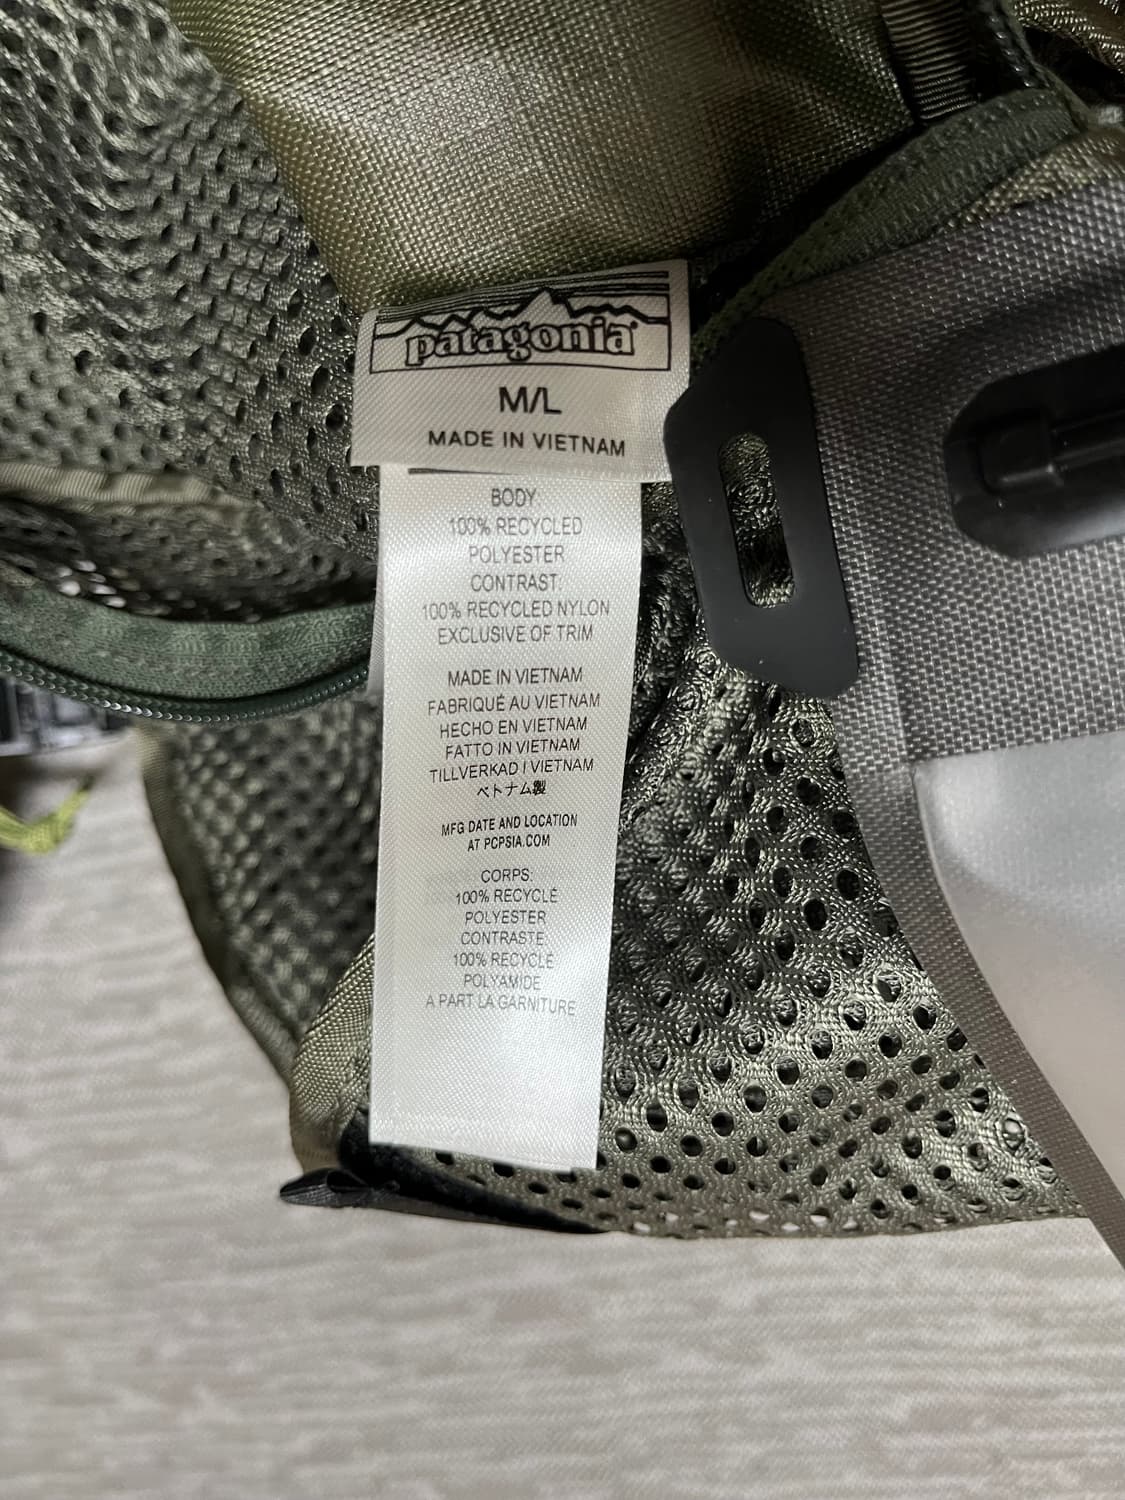 patagonia®
M/L
MADE IN VIETNAM
BODY:
100% RECYCLED
POLYESTER
CONTRAST:
100% RECYCLED NYLON
EXCLUSIVE OF TRIM
MADE IN VIETNAM
FABRIQUÉ AU VIETNAM
HECHO EN VIETNAM
FATTO IN VIETNAM
TILLVERKAD I VIETNAM
ベトナム製
MFG DATE AND LOCATION
AT PCPSIA.COM
CORPS:
100% RECYCLÉ
POLYESTER
CONTRASTE:
100% RECYCLÉ
POLYAMIDE
A PART LA GARNITURE